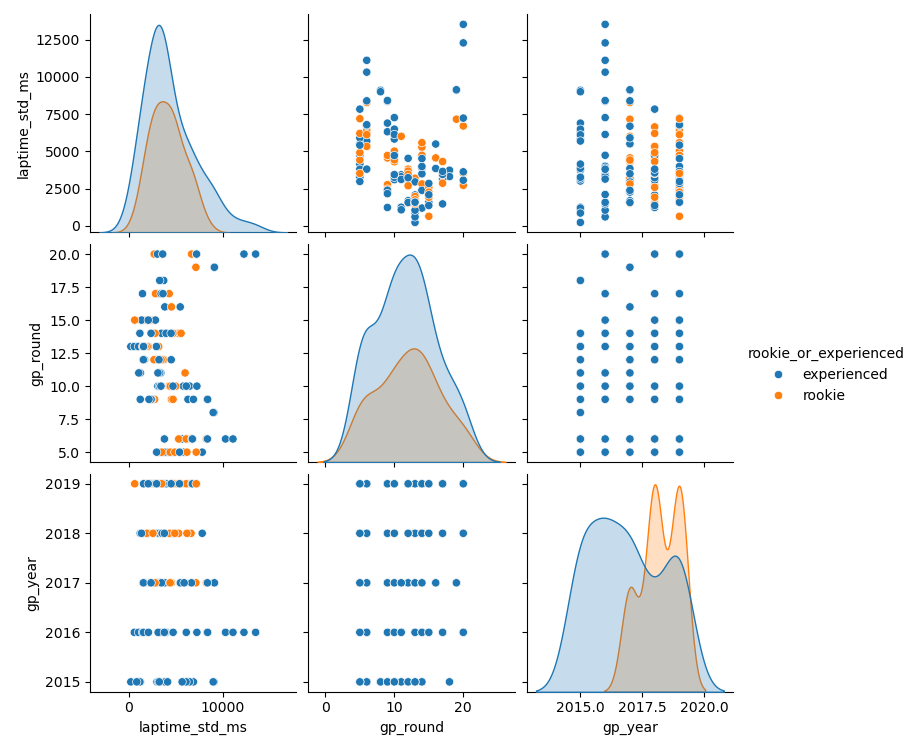 laptime_std_ms
12500
10000
7500
5000
2500
0
gp_round
20.0
17.5
15.0
12.5
10.0
7.5
5.0
rookie_or_experienced
experienced
rookie
gp_year
2019
2018
2017
2016
2015
0 10000
0 10 20
2015.0 2017.5 2020.0
laptime_std_ms gp_round gp_year